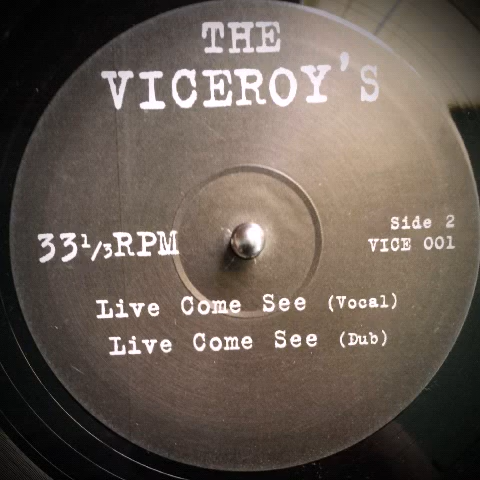 THE
VICEROY'S
33⅓RPM
Side 2
VICE 001
Live Come See (Vocal)
Live Come See (Dub)